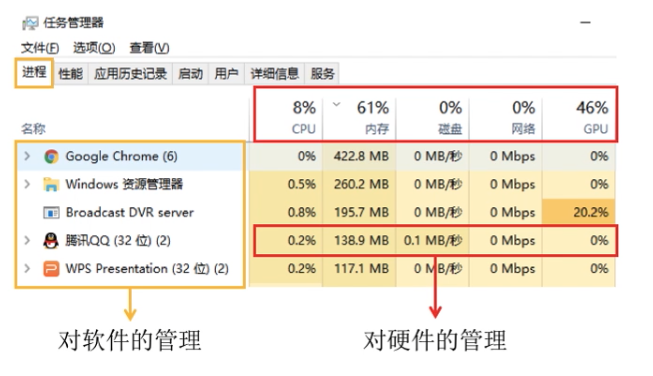 任务管理器
文件(F) 选项(O) 查看(V)
进程 性能 应用历史记录 启动 用户 详细信息 服务
8% 61% 0% 0% 46%
名称 CPU 内存 磁盘 网络 GPU
Google Chrome (6) 0% 422.8 MB 0 MB/秒 0 Mbps 0%
Windows 资源管理器 0.5% 260.2 MB 0 MB/秒 0 Mbps 0%
Broadcast DVR server 0.8% 195.7 MB 0 MB/秒 0 Mbps 20.2%
腾讯QQ (32 位) (2) 0.2% 138.9 MB 0.1 MB/秒 0 Mbps 0%
WPS Presentation (32 位) (2) 0.2% 117.1 MB 0 MB/秒 0 Mbps 0%
对软件的管理 对硬件的管理